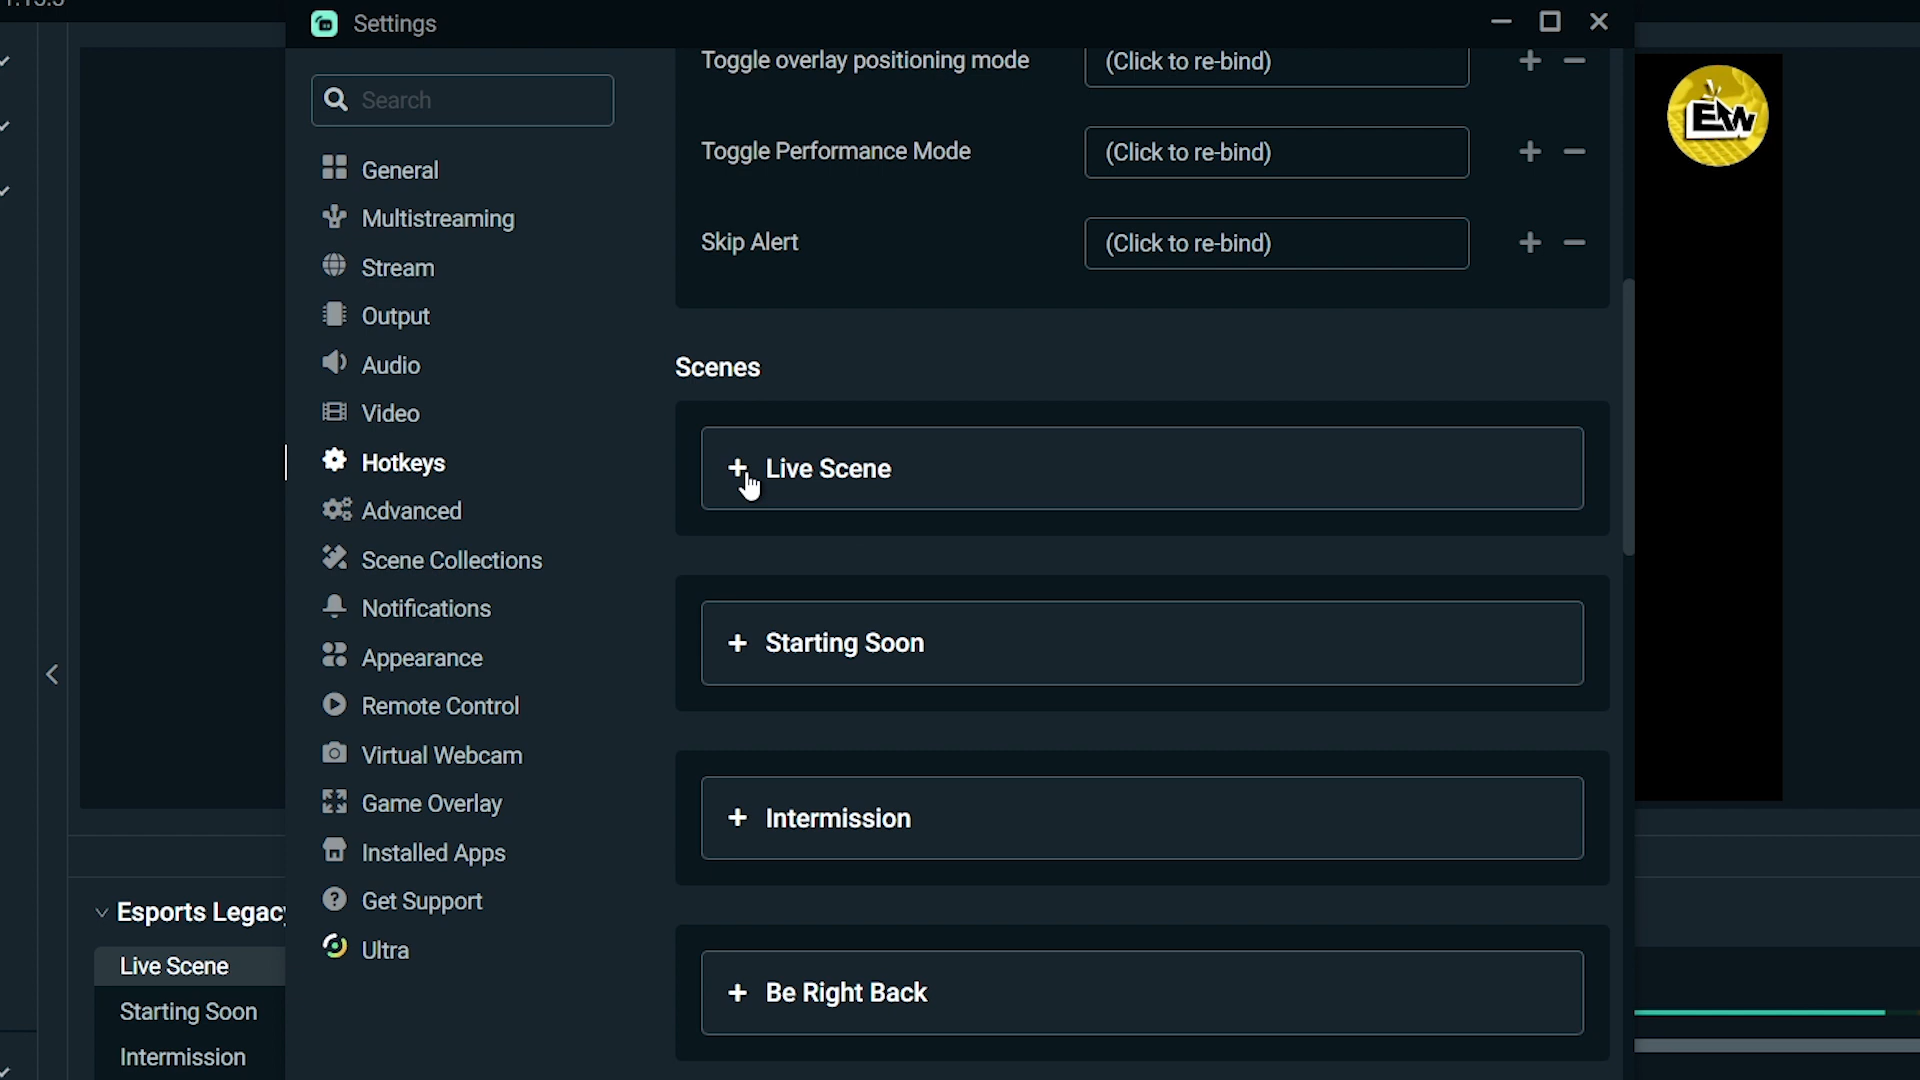 Settings
Search
General
Multistreaming
Stream
Output
Audio
Video
Hotkeys
Advanced
Scene Collections
Notifications
Appearance
Remote Control
Virtual Webcam
Game Overlay
Installed Apps
Get Support
Ultra
Toggle overlay positioning mode (Click to re-bind)
Toggle Performance Mode (Click to re-bind)
Skip Alert (Click to re-bind)
Scenes
+ Live Scene
+ Starting Soon
+ Intermission
+ Be Right Back
Esports Legacy
Live Scene
Starting Soon
Intermission
EW